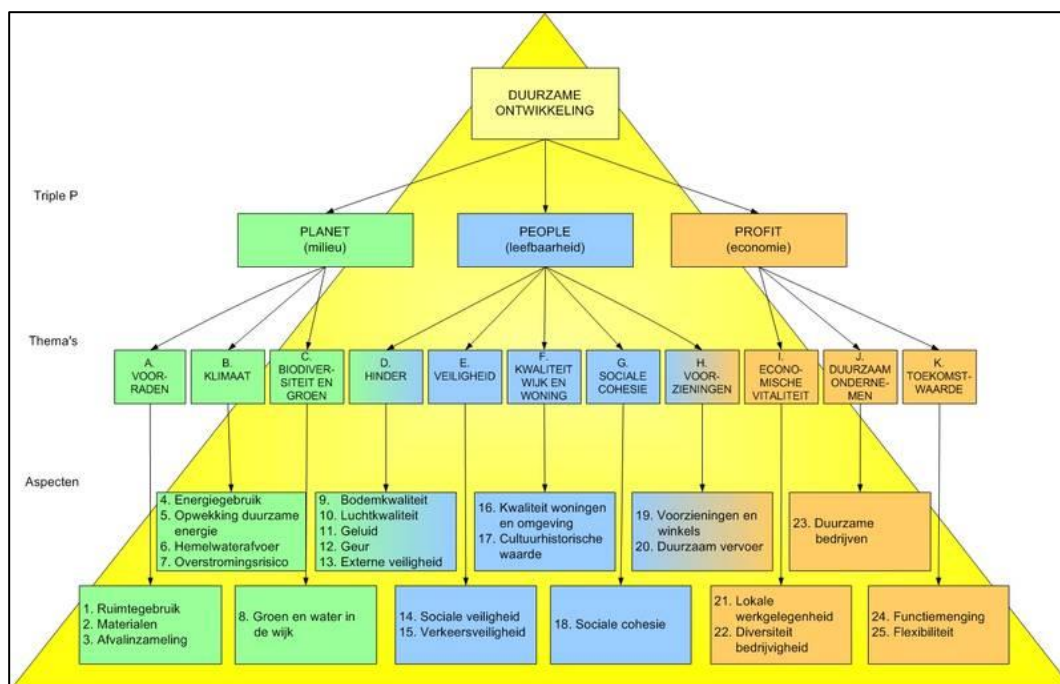 DUURZAME
ONTWIKKELING
Triple P
PLANET
(milieu)
PEOPLE
(leefbaarheid)
PROFIT
(economie)
Thema's
A.
VOOR-
RADEN
B.
KLIMAAT
C.
BIODIVER-
SITEIT EN
GROEN
D.
HINDER
E.
VEILIGHEID
F.
KWALITEIT
WIJK EN
WONING
G.
SOCIALE
COHESIE
H.
VOOR-
ZIENINGEN
I.
ECONO-
MISCHE
VITALITEIT
J.
DUURZAAM
ONDERNE-
MEN
K.
TOEKOMST-
WAARDE
Aspecten
4. Energiegebruik
5. Opwekking duurzame
energie
6. Hemelwaterafvoer
7. Overstromingsrisico
9. Bodemkwaliteit
10. Luchtkwaliteit
11. Geluid
12. Geur
13. Externe veiligheid
16. Kwaliteit woningen
en omgeving
17. Cultuurhistorische
waarde
19. Voorzieningen en
winkels
20. Duurzaam vervoer
23. Duurzame
bedrijven
1. Ruimtegebruik
2. Materialen
3. Afvalinzameling
8. Groen en water in
de wijk
14. Sociale veiligheid
15. Verkeersveiligheid
18. Sociale cohesie
21. Lokale
werkgelegenheid
22. Diversiteit
bedrijvigheid
24. Functiemenging
25. Flexibiliteit